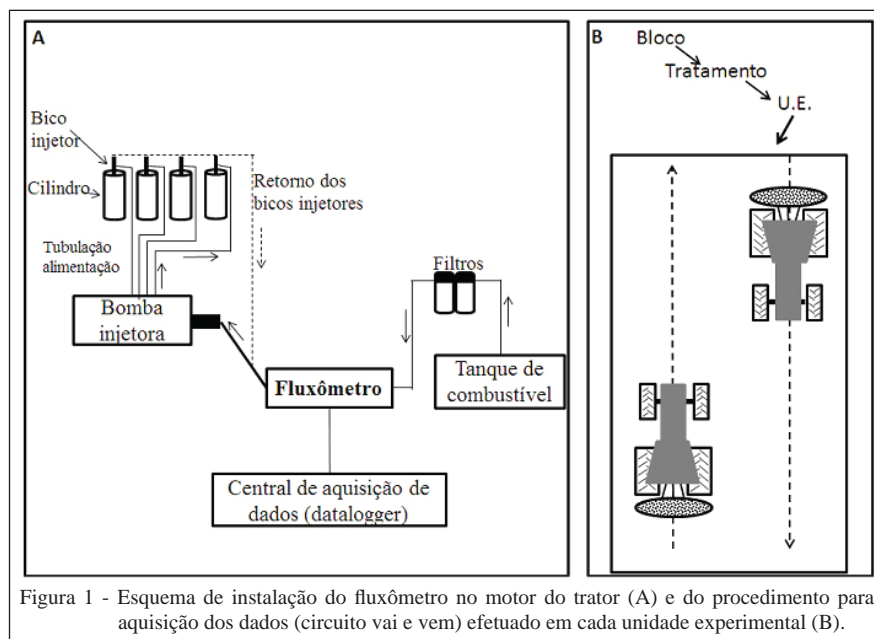 A
Bico
injetor
Cilindro
Retorno dos
bicos injetores
Tubulação
alimentação
Filtros
Bomba
injetora
Fluxômetro
Tanque de
combustível
Central de aquisição de
dados (datalogger)
B
Bloco
Tratamento
U.E.
Figura 1 - Esquema de instalação do fluxômetro no motor do trator (A) e do procedimento para
aquisição dos dados (circuito vai e vem) efetuado em cada unidade experimental (B).